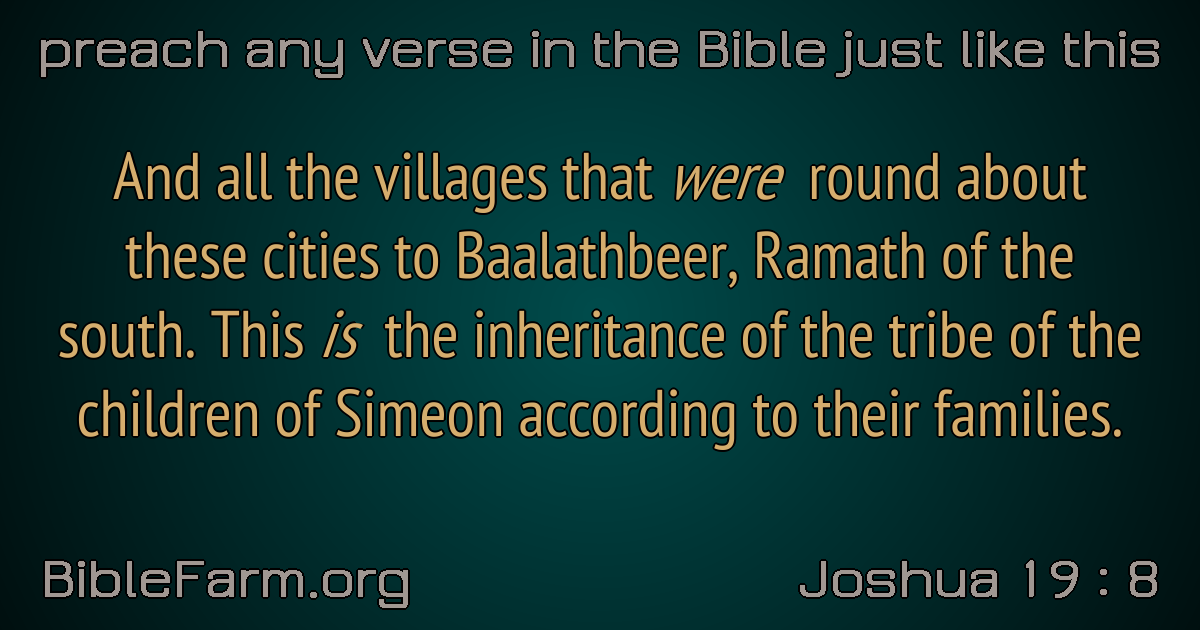 preach any verse in the Bible just like this
And all the villages that were round about
these cities to Baalathbeer, Ramath of the
south. This is the inheritance of the tribe of the
children of Simeon according to their families.
BibleFarm.org
Joshua 19 : 8